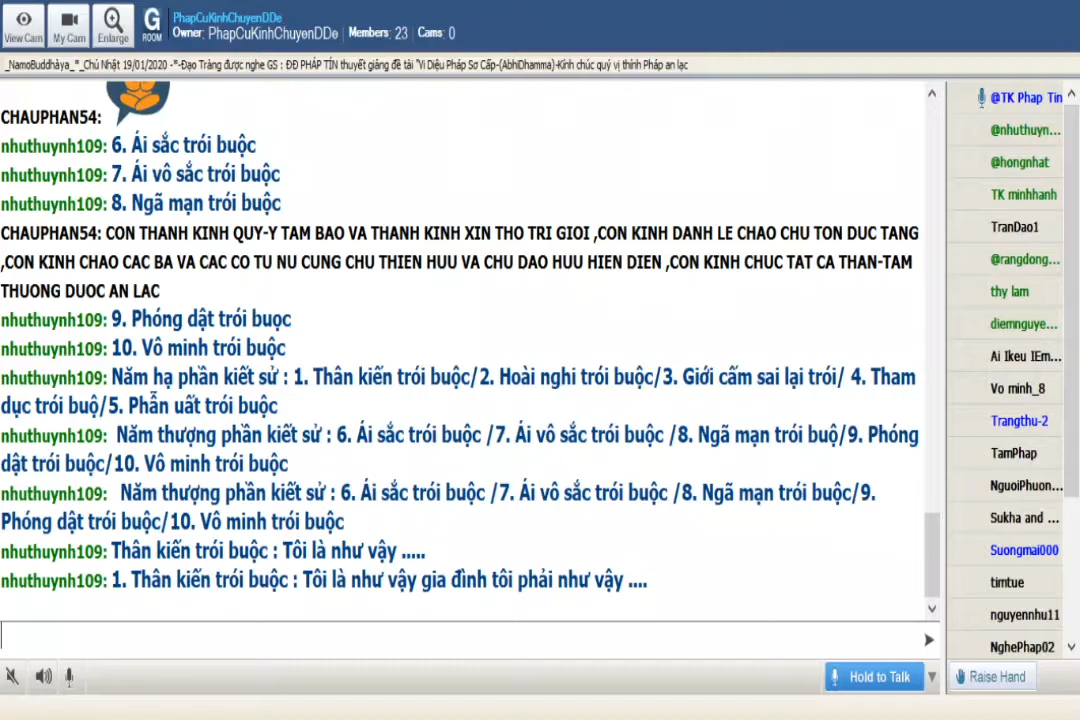 View Cam
My Cam
Enlarge
G
ROOM
PhapCuKinhChuyenDDe
Owner: PhapCuKinhChuyenDDe Members: 23 Cams: 0
_NamoBuddhàya_*_Chủ Nhật 19/01/2020 -*-Đạo Tràng được nghe GS : ĐĐ PHÁP TÍN thuyết giảng đề tài "Vi Diệu Pháp Sơ Cấp-(AbhiDhamma)-Kính chúc quý vị thính Pháp an lạc
CHAUPHAN54:
nhuthuynh109: 6. Ái sắc trói buộc
nhuthuynh109: 7. Ái vô sắc trói buộc
nhuthuynh109: 8. Ngã mạn trói buộc
CHAUPHAN54: CON THANH KINH QUY-Y TAM BAO VA THANH KINH XIN THO TRI GIOI ,CON KINH DANH LE CHAO CHU TON DUC TANG
,CON KINH CHAO CAC BA VA CAC CO TU NU CUNG CHU THIEN HUU VA CHU DAO HUU HIEN DIEN ,CON KINH CHUC TAT CA THAN-TAM
THUONG DUOC AN LAC
nhuthuynh109: 9. Phóng dật trói buọc
nhuthuynh109: 10. Vô minh trói buộc
nhuthuynh109: Năm hạ phần kiết sử : 1. Thân kiến trói buộc/2. Hoài nghi trói buộc/3. Giới cấm sai lại trói/ 4. Tham
dục trói buộ/5. Phẫn uất trói buộc
nhuthuynh109: Năm thượng phần kiết sử : 6. Ái sắc trói buộc /7. Ái vô sắc trói buộc /8. Ngã mạn trói buộ/9. Phóng
dật trói buộc/10. Vô minh trói buộc
nhuthuynh109: Năm thượng phần kiết sử : 6. Ái sắc trói buộc /7. Ái vô sắc trói buộc /8. Ngã mạn trói buộc/9.
Phóng dật trói buộc/10. Vô minh trói buộc
nhuthuynh109: Thân kiến trói buộc : Tôi là như vậy .....
nhuthuynh109: 1. Thân kiến trói buộc : Tôi là như vậy gia đình tôi phải như vậy ....
@TK Phap Tin
@nhuthuyn...
@hongnhat
TK minhhanh
TranDao1
@rangdong...
thy lam
diemnguye...
Ai Ikeu IEm...
Vo minh_8
Trangthu-2
TamPhap
NguoiPhuon...
Sukha and ...
Suongmai000
timtue
nguyennhu11
NghePhap02
Hold to Talk
Raise Hand